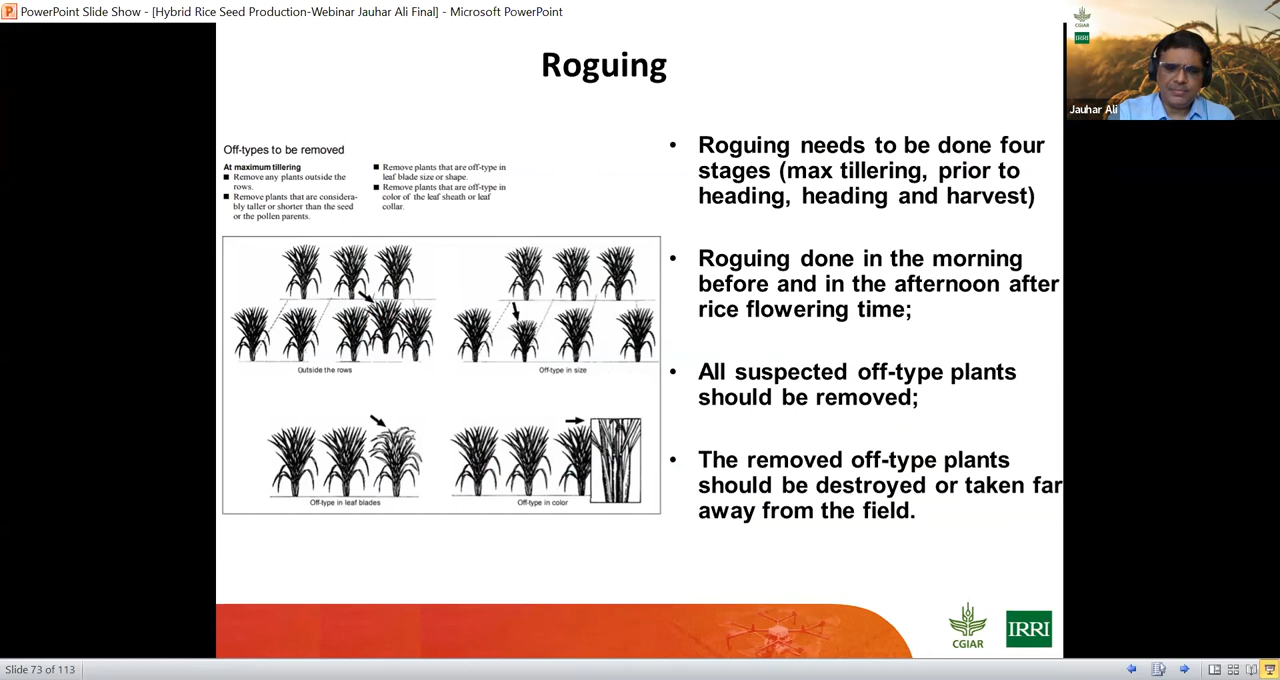 PowerPoint Slide Show - [Hybrid Rice Seed Production-Webinar Jauhar Ali Final] - Microsoft PowerPoint
CGIAR
IRRI
Jauhar Ali
Roguing
Off-types to be removed
At maximum tillering
■ Remove any plants outside the
rows.
■ Remove plants that are considera-
bly taller or shorter than the seed
or the pollen parents.
■ Remove plants that are off-type in
leaf blade size or shape.
■ Remove plants that are off-type in
color of the leaf sheath or leaf
collar.
Outside the rows
Off-type in size
Off-type in leaf blades
Off-type in color
• Roguing needs to be done four
stages (max tillering, prior to
heading, heading and harvest)
• Roguing done in the morning
before and in the afternoon after
rice flowering time;
• All suspected off-type plants
should be removed;
• The removed off-type plants
should be destroyed or taken far
away from the field.
CGIAR
IRRI
Slide 73 of 113